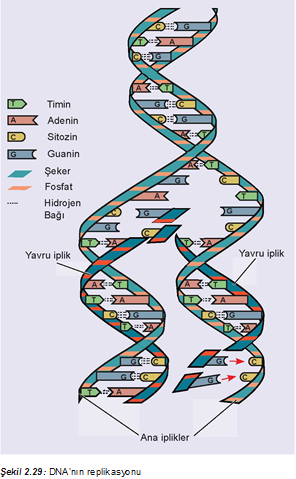 T A
C G
G C
A T
G C
A T
T Timin
A Adenin
C Sitozin
G Guanin
Şeker
Fosfat
Hidrojen
Bağı
G C
A T
G C
G C
C
T A C T
Yavru iplik
Yavru iplik
A T A T
T A T A
G C G C
T A T A
G C G C
G C G C
T A
Ana iplikler
Şekil 2.29: DNA'nın replikasyonu